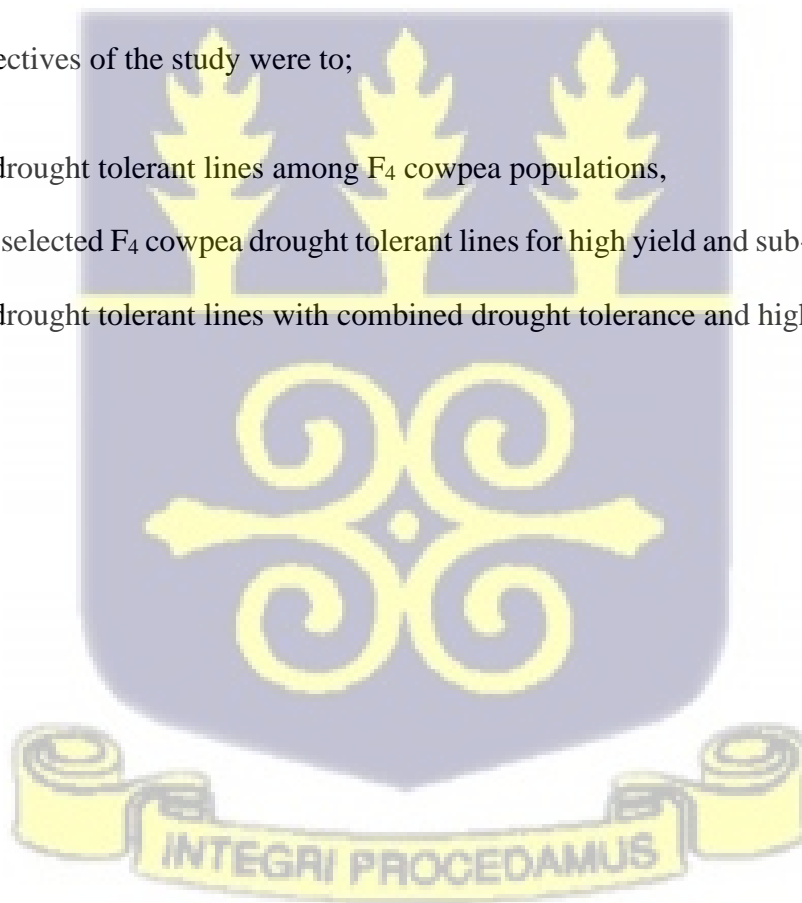 ectives of the study were to;
drought tolerant lines among F₄ cowpea populations,
selected F₄ cowpea drought tolerant lines for high yield and sub-
drought tolerant lines with combined drought tolerance and high
INTEGRI PROCEDAMUS